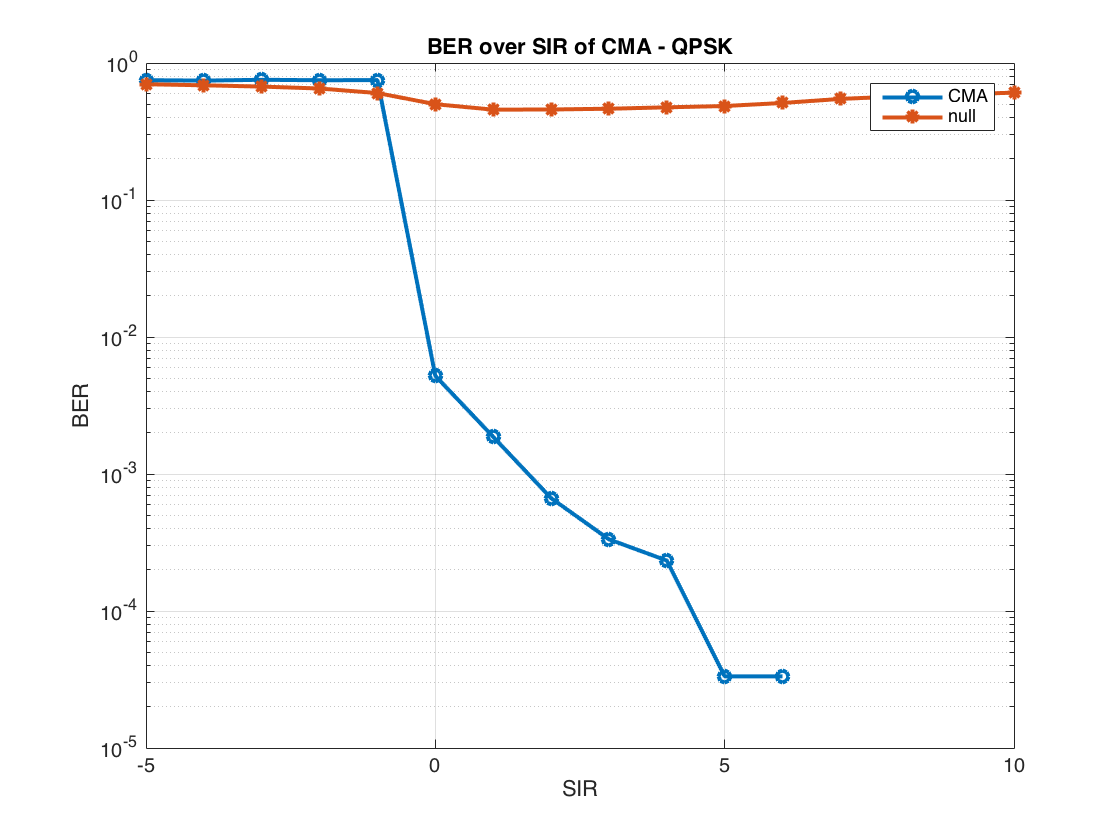 BER over SIR of CMA - QPSK
10^0
10^-1
10^-2
10^-3
10^-4
10^-5
BER
CMA
null
-5 0 5 10
SIR